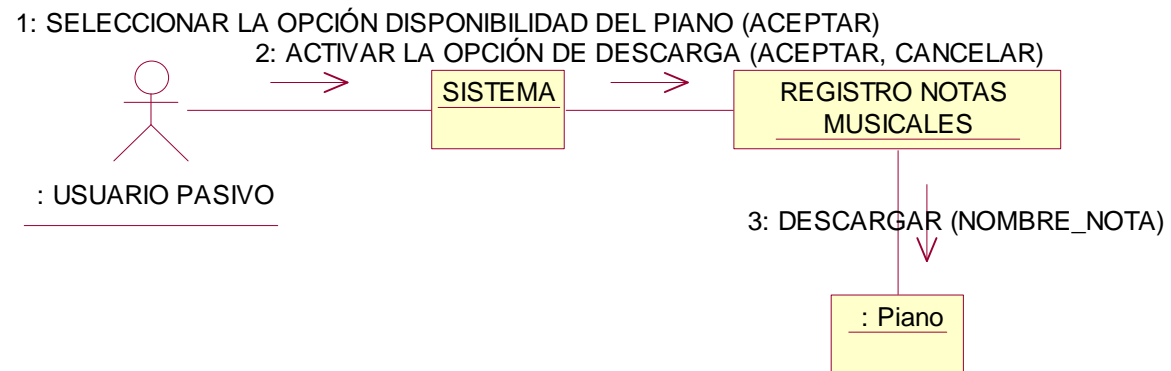 1: SELECCIONAR LA OPCIÓN DISPONIBILIDAD DEL PIANO (ACEPTAR)
2: ACTIVAR LA OPCIÓN DE DESCARGA (ACEPTAR, CANCELAR)
SISTEMA
REGISTRO NOTAS
MUSICALES
: USUARIO PASIVO
3: DESCARGAR (NOMBRE_NOTA)
: Piano